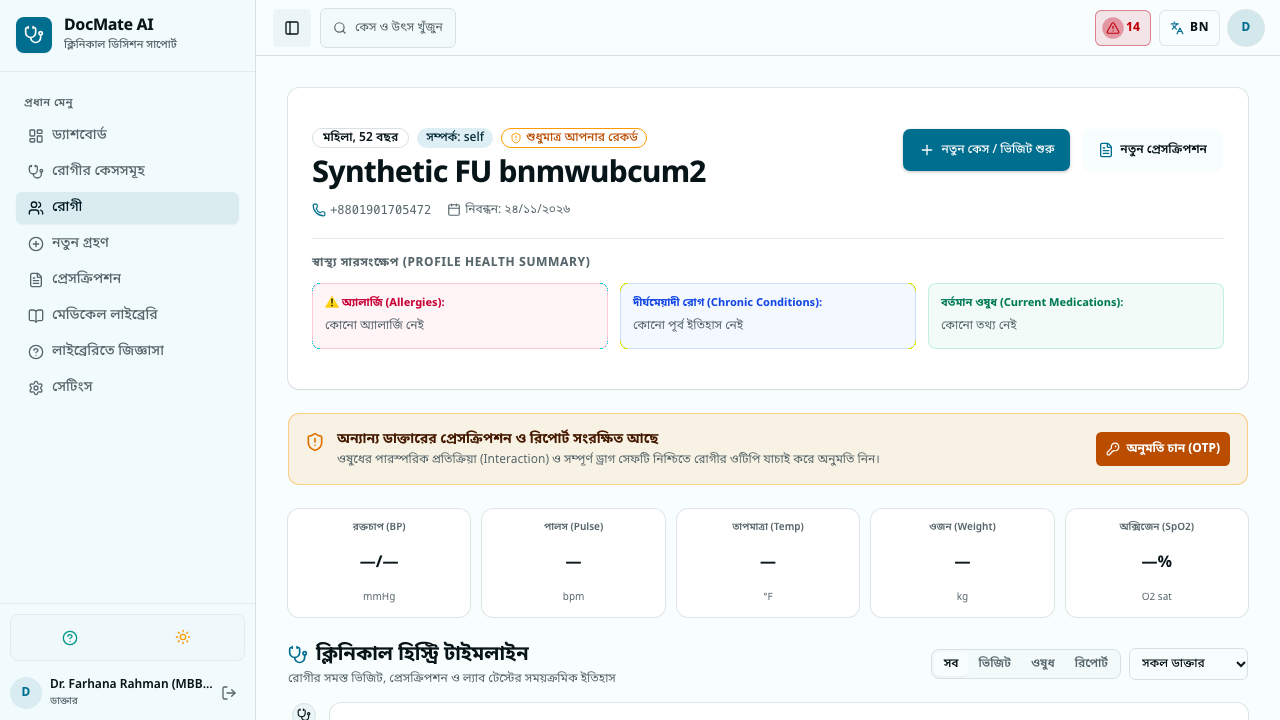 DocMate AI
ক্লিনিকাল ডিসিশন সাপোর্ট
প্রধান মেনু
ড্যাশবোর্ড
রোগীর কেসসমূহ
রোগী
নতুন গ্রহণ
প্রেসক্রিপশন
মেডিকেল লাইব্রেরি
লাইব্রেরিতে জিজ্ঞাসা
সেটিংস
D
Dr. Farhana Rahman (MBB...
ডাক্তার
কেস ও উৎস খুঁজুন
14
BN
D
মহিলা, 52 বছর
সম্পর্ক: self
শুধুমাত্র আপনার রেকর্ড
Synthetic FU bnmwubcum2
+8801901705472
নিবন্ধন: ২৪/১১/২০২৬
নতুন কেস / ভিজিট শুরু
নতুন প্রেসক্রিপশন
স্বাস্থ্য সারসংক্ষেপ (PROFILE HEALTH SUMMARY)
⚠️ অ্যালার্জি (Allergies):
কোনো অ্যালার্জি নেই
দীর্ঘমেয়াদী রোগ (Chronic Conditions):
কোনো পূর্ব ইতিহাস নেই
বর্তমান ওষুধ (Current Medications):
কোনো তথ্য নেই
অন্যান্য ডাক্তারের প্রেসক্রিপশন ও রিপোর্ট সংরক্ষিত আছে
ওষুধের পারস্পরিক প্রতিক্রিয়া (Interaction) ও সম্পূর্ণ ড্রাগ সেফটি নিশ্চিতে রোগীর ওটিপি যাচাই করে অনুমতি নিন।
অনুমতি চান (OTP)
রক্তচাপ (BP)
—/—
mmHg
পালস (Pulse)
—
bpm
তাপমাত্রা (Temp)
—
°F
ওজন (Weight)
—
kg
অক্সিজেন (SpO2)
—%
O2 sat
ক্লিনিকাল হিস্ট্রি টাইমলাইন
রোগীর সমস্ত ভিজিট, প্রেসক্রিপশন ও ল্যাব টেস্টের সময়ক্রমিক ইতিহাস
সব
ভিজিট
ওষুধ
রিপোর্ট
সকল ডাক্তার